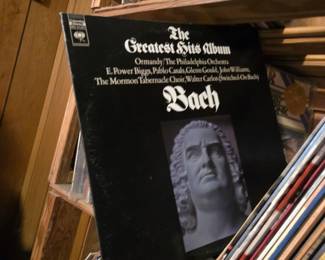 The
Greatest Hits Album
Ormandy/The Philadelphia Orchestra
E. Power Biggs, Pablo Casals, Glenn Gould, John Williams,
The Mormon Tabernacle Choir, Walter Carlos (Switched-On Bach)
Bach